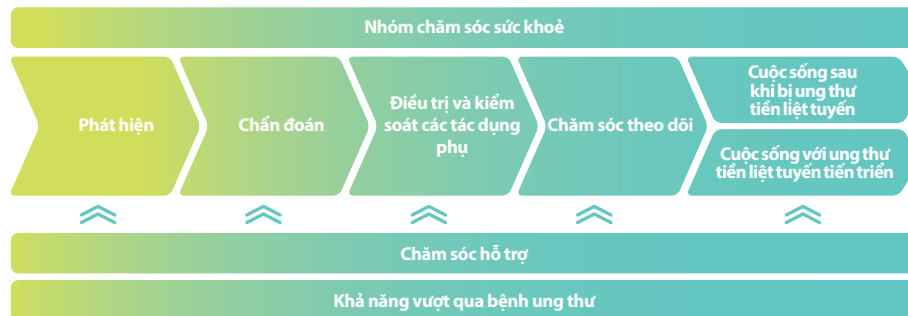 Nhóm chăm sóc sức khoẻ
Phát hiện
Chẩn đoán
Điều trị và kiểm
soát các tác dụng
phụ
Chăm sóc theo dõi
Cuộc sống sau
khi bị ung thư
tiền liệt tuyến
Cuộc sống với ung thư
tiền liệt tuyến tiến triển
Chăm sóc hỗ trợ
Khả năng vượt qua bệnh ung thư